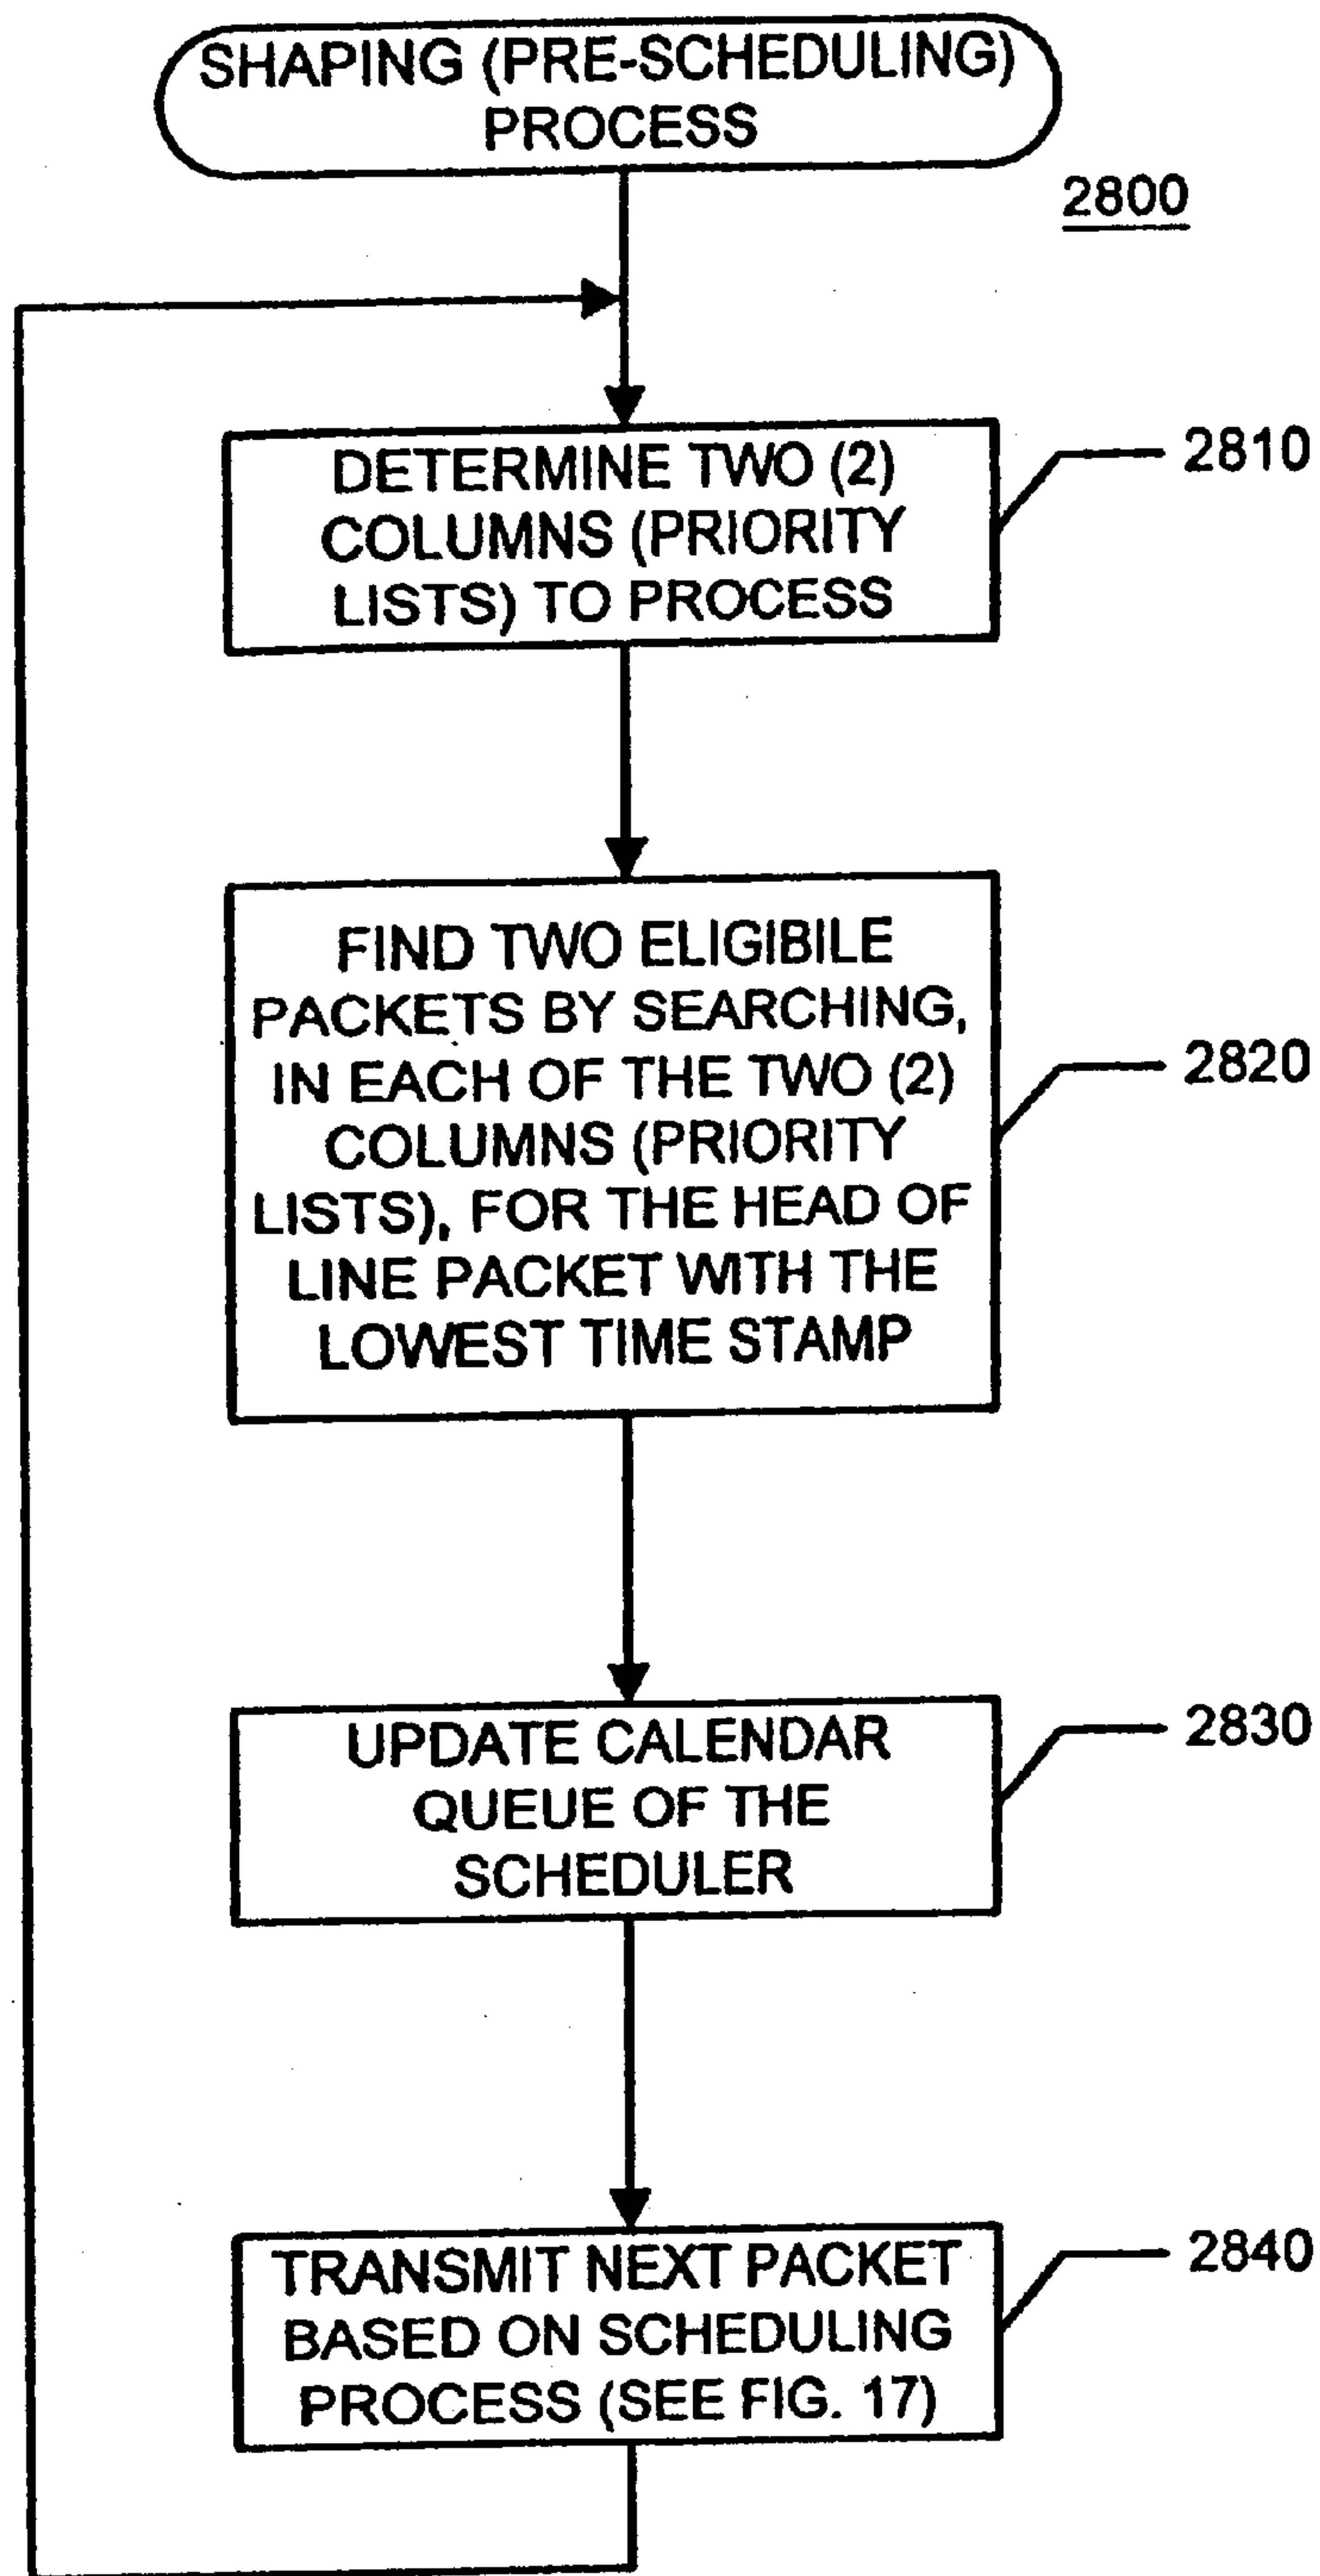 SHAPING (PRE-SCHEDULING)
PROCESS
2800
DETERMINE TWO (2)
COLUMNS (PRIORITY
LISTS) TO PROCESS
2810
FIND TWO ELIGIBILE
PACKETS BY SEARCHING,
IN EACH OF THE TWO (2)
COLUMNS (PRIORITY
LISTS), FOR THE HEAD OF
LINE PACKET WITH THE
LOWEST TIME STAMP
2820
UPDATE CALENDAR
QUEUE OF THE
SCHEDULER
2830
TRANSMIT NEXT PACKET
BASED ON SCHEDULING
PROCESS (SEE FIG. 17)
2840